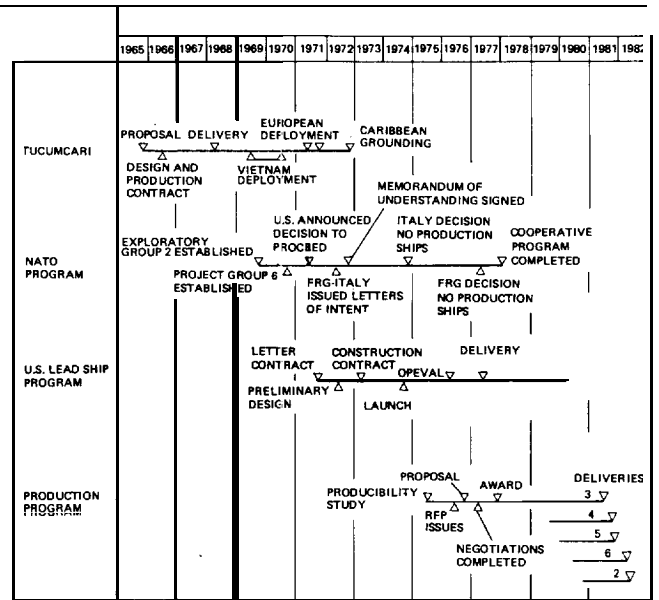 1965 1966 1967 1968 1969 1970 1971 1972 1973 1974 1975 1976 1977 1978 1979 1980 1981 1982
TUCUMCARI
PROPOSAL DELIVERY
EUROPEAN
DEPLOYMENT
CARIBBEAN
GROUNDING
DESIGN AND
PRODUCTION
CONTRACT
VIETNAM
DEPLOYMENT
NATO
PROGRAM
EXPLORATORY
GROUP 2 ESTABLISHED
PROJECT GROUP 6
ESTABLISHED
U.S. ANNOUNCED
DECISION TO
PROCEED
MEMORANDUM OF
UNDERSTANDING SIGNED
FRG-ITALY
ISSUED LETTERS
OF INTENT
ITALY DECISION
NO PRODUCTION
SHIPS
FRG DECISION
NO PRODUCTION
SHIPS
COOPERATIVE
PROGRAM
COMPLETED
U.S. LEAD SHIP
PROGRAM
LETTER
CONTRACT
PRELIMINARY
DESIGN
CONSTRUCTION
CONTRACT
LAUNCH
OPEVAL
DELIVERY
PRODUCTION
PROGRAM
PRODUCIBILITY
STUDY
PROPOSAL
RFP
ISSUES
AWARD
NEGOTIATIONS
COMPLETED
DELIVERIES
3
4
5
6
2